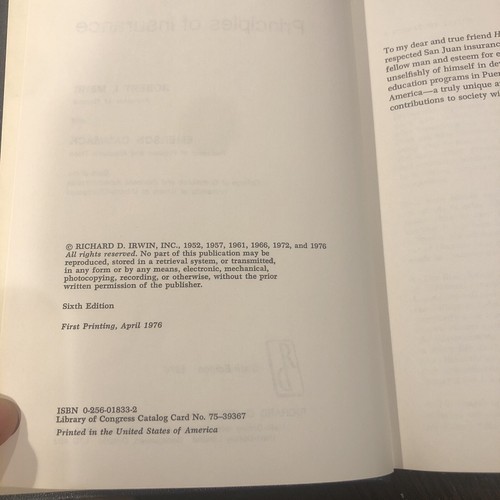 © RICHARD D. IRWIN, INC., 1952, 1957, 1961, 1966, 1972, and 1976
All rights reserved. No part of this publication may be
reproduced, stored in a retrieval system, or transmitted,
in any form or by any means, electronic, mechanical,
photocopying, recording, or otherwise, without the prior
written permission of the publisher.
Sixth Edition
First Printing, April 1976
ISBN 0-256-01833-2
Library of Congress Catalog Card No. 75–39367
Printed in the United States of America
To my dear and true friend
respected San Juan
fellow man and esteem for
unselfishly of himself in
education programs in
America—a truly unique
contributions to society